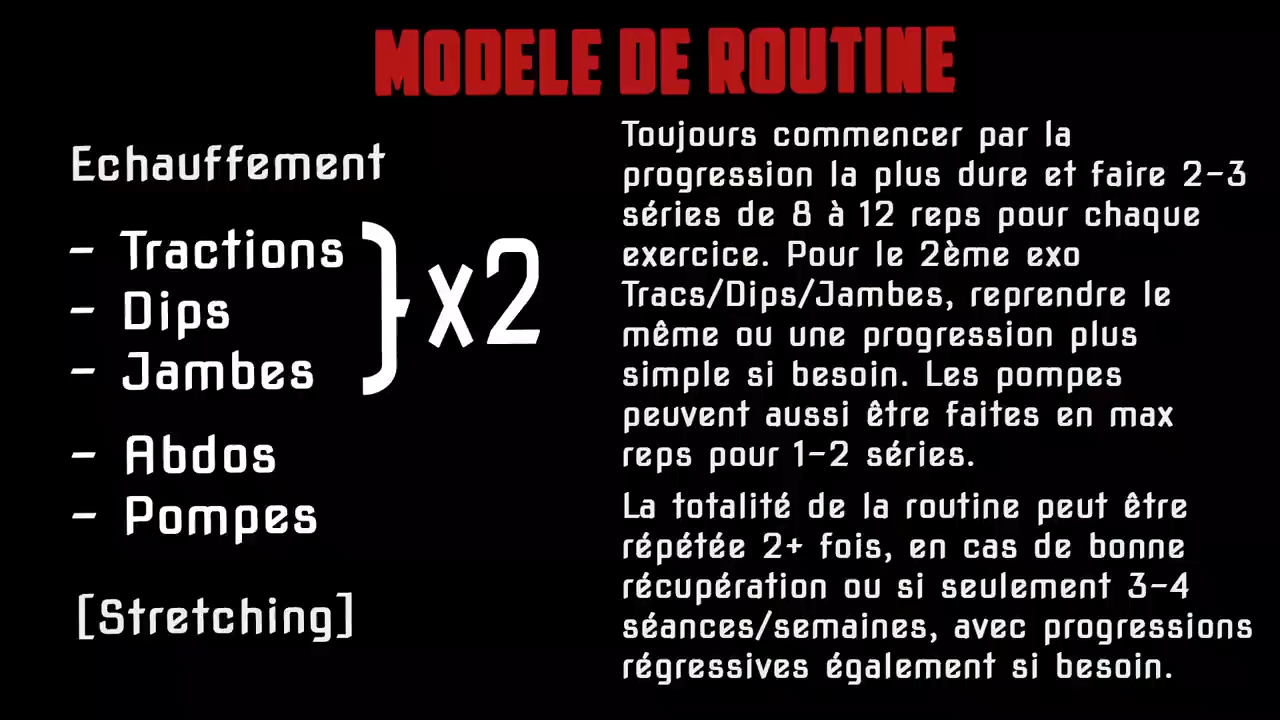 MODELE DE ROUTINE
Echauffement
- Tractions
- Dips
- Jambes
x2
- Abdos
- Pompes
[Stretching]
Toujours commencer par la
progression la plus dure et faire 2-3
séries de 8 à 12 reps pour chaque
exercice. Pour le 2ème exo
Tracs/Dips/Jambes, reprendre le
même ou une progression plus
simple si besoin. Les pompes
peuvent aussi être faites en max
reps pour 1-2 séries.
La totalité de la routine peut être
répétée 2+ fois, en cas de bonne
récupération ou si seulement 3-4
séances/semaines, avec progressions
régressives également si besoin.